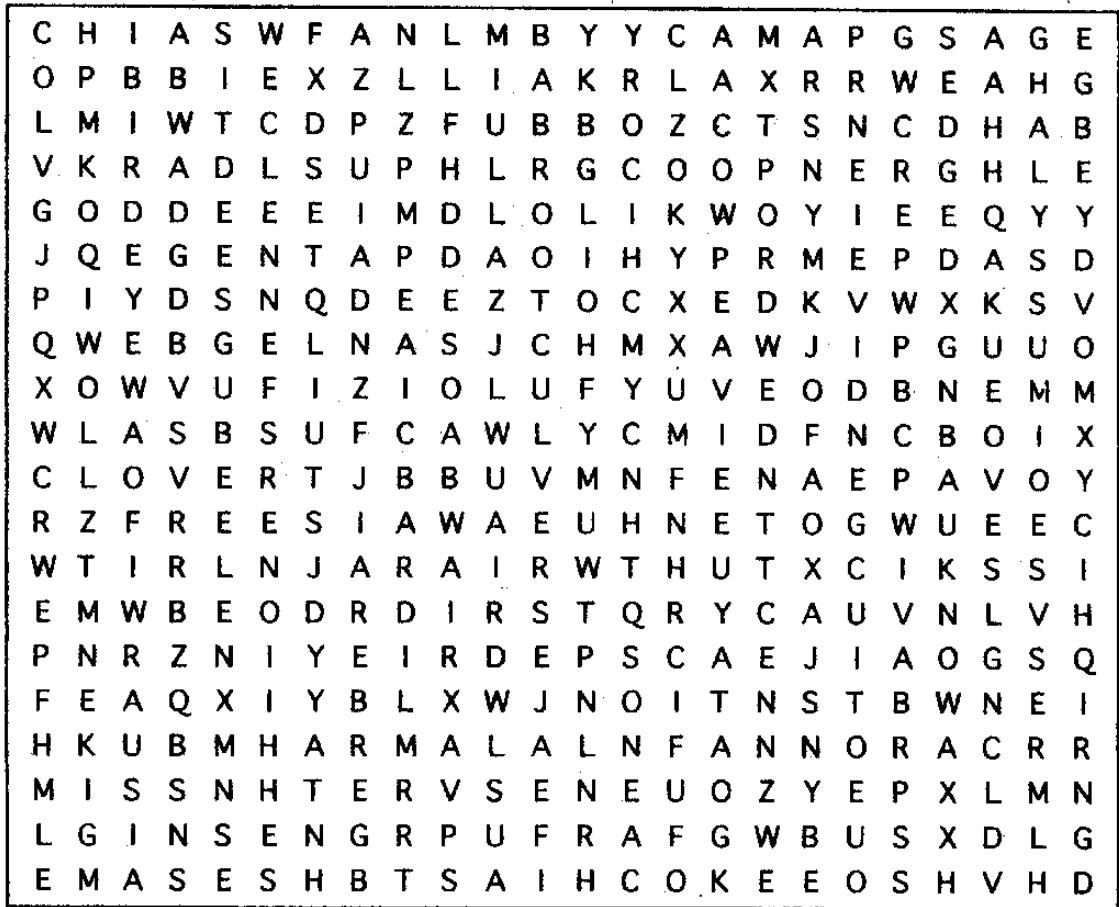 C H I A S W F A N L M B Y Y C A M A P G S A G E
O P B B I E X Z L L I A K R L A X R R W E A H G
L M I W T C D P Z F U B B O Z C T S N C D H A B
V K R A D L S U P H L R G C O O P N E R G H L E
G O D D E E E I M D L O L I K W O Y I E E Q Y Y
J Q E G E N T A P D A O I H Y P R M E P D A S D
P I Y D S N Q D E E Z T O C X E D K V W X K S V
Q W E B G E L N A S J C H M X A W J I P G U U O
X O W V U F I Z I O L U F Y U V E O D B N E M M
W L A S B S U F C A W L Y C M I D F N C B O I X
C L O V E R T J B B U V M N F E N A E P A V O Y
R Z F R E E S I A W A E U H N E T O G W U E E C
W T I R L N J A R A I R W T H U T X C I K S S I
E M W B E O D R D I R S T Q R Y C A U V N L V H
P N R Z N I Y E I R D E P S C A E J I A O G S Q
F E A Q X I Y B L X W J N O I T N S T B W N E I
H K U B M H A R M A L A L N F A N N O R A C R R
M I S S N H T E R V S E N E U O Z Y E P X L M N
L G I N S E N G R P U F R A F G W B U S X D L G
E M A S E S H B T S A I H C O K E E O S H V H D